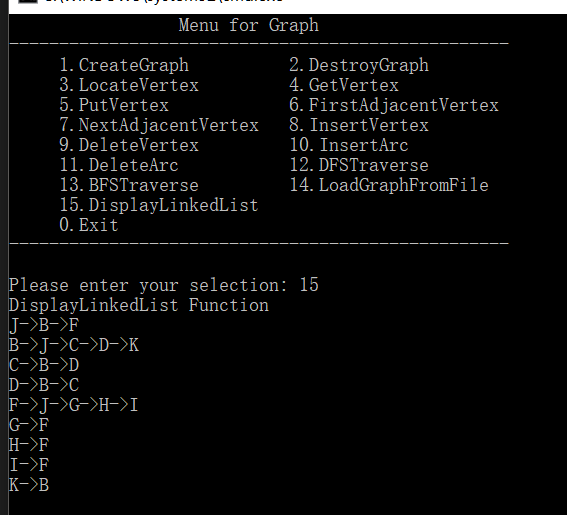 Menu for Graph
--------------------------------------------------
1.CreateGraph 2.DestroyGraph
3.LocateVertex 4.GetVertex
5.PutVertex 6.FirstAdjacentVertex
7.NextAdjacentVertex 8.InsertVertex
9.DeleteVertex 10.InsertArc
11.DeleteArc 12.DFSTraverse
13.BFSTraverse 14.LoadGraphFromFile
15.DisplayLinkedList
0.Exit
--------------------------------------------------
Please enter your selection: 15
DisplayLinkedList Function
J->B->F
B->J->C->D->K
C->B->D
D->B->C
F->J->G->H->I
G->F
H->F
I->F
K->B